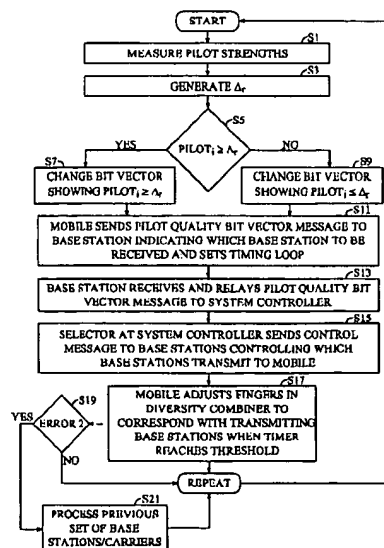 START
S1
MEASURE PILOT STRENGTHS
S3
GENERATE Δr
S5
PILOTi ≥ Δr
YES
NO
S7
CHANGE BIT VECTOR
SHOWING PILOTi ≥ Δr
S9
CHANGE BIT VECTOR
SHOWING PILOTi ≤ Δr
S11
MOBILE SENDS PILOT QUALITY BIT VECTOR MESSAGE TO
BASE STATION INDICATING WHICH BASE STATION TO BE
RECEIVED AND SETS TIMING LOOP
S13
BASE STATION RECEIVES AND RELAYS PILOT QUALITY BIT
VECTOR MESSAGE TO SYSTEM CONTROLLER
S15
SELECTOR AT SYSTEM CONTROLLER SENDS CONTROL
MESSAGE TO BASE STATIONS CONTROLLING WHICH
BASE STATIONS TRANSMIT TO MOBILE
S17
MOBILE ADJUSTS FINGERS IN
DIVERSITY COMBINER TO
CORRESPOND WITH TRANSMITTING
BASE STATIONS WHEN TIMER
REACHES THRESHOLD
S19
YES
ERROR ?
NO
REPEAT
S21
PROCESS PREVIOUS
SET OF BASE
STATIONS/CARRIERS